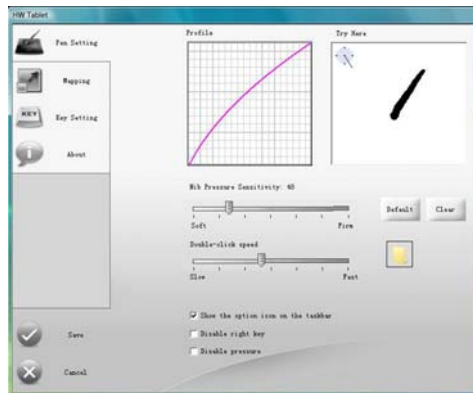 HW Tablet
Pen Setting
Mapping
KEY
Key Setting
About
Save
Cancel
Profile
Try Here
Nib Pressure Sensitivity: 48
Soft
Firm
Default
Clear
Double-click speed
Slow
Fast
Show the option icon on the taskbar
Disable right key
Disable pressure